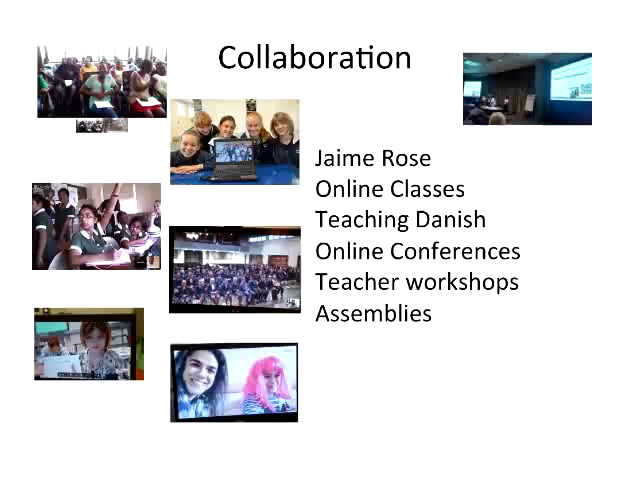 Collaboration
Jaime Rose
Online Classes
Teaching Danish
Online Conferences
Teacher workshops
Assemblies